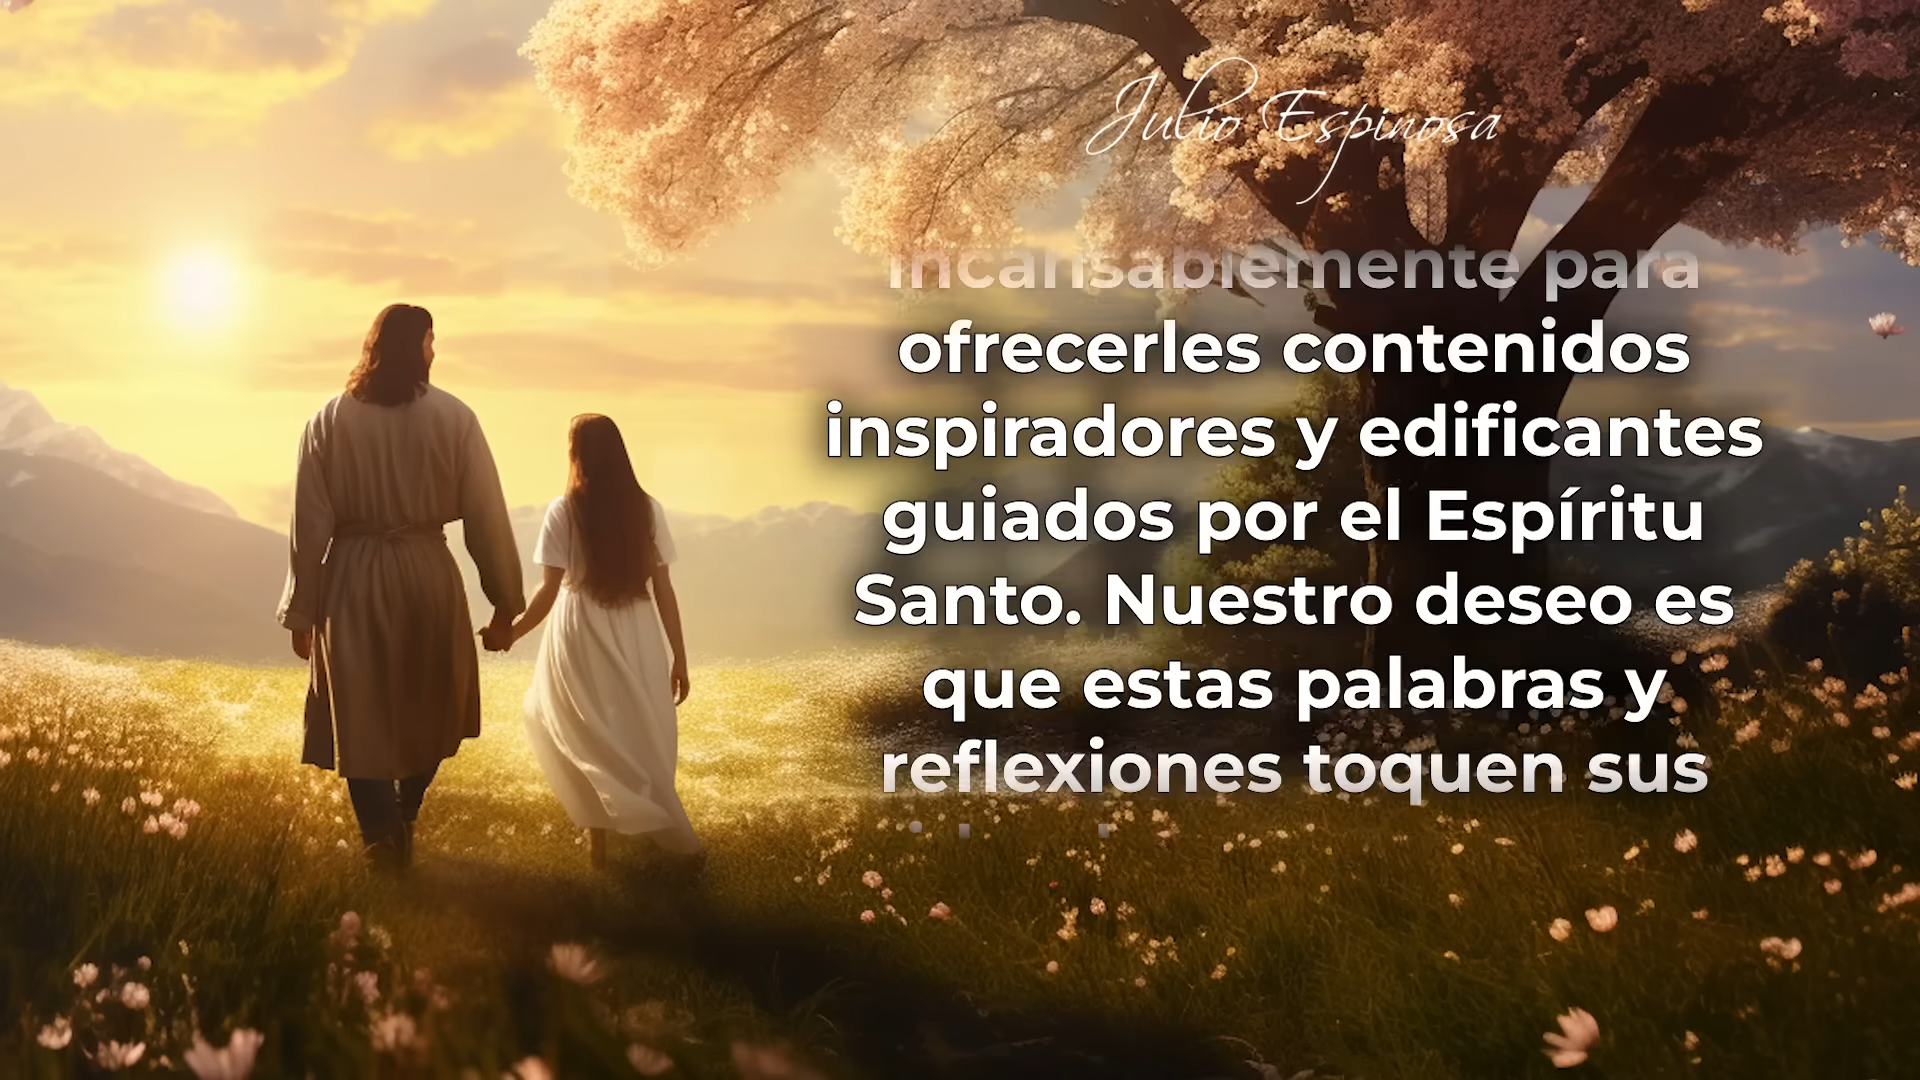 Julio Espinosa
incansablemente para
ofrecerles contenidos
inspiradores y edificantes
guiados por el Espíritu
Santo. Nuestro deseo es
que estas palabras y
reflexiones toquen sus